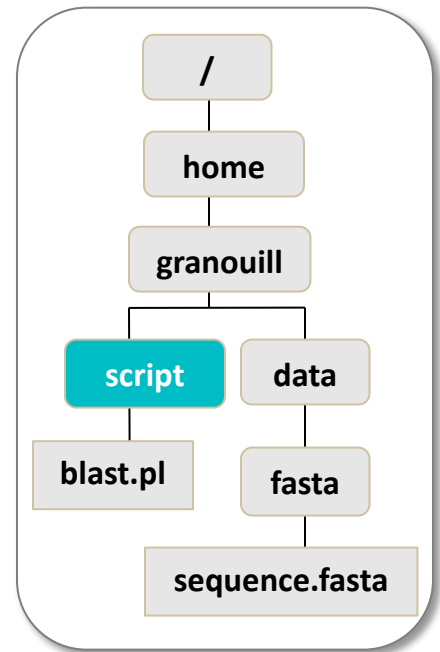 /
home
granouill
script data
blast.pl fasta
sequence.fasta